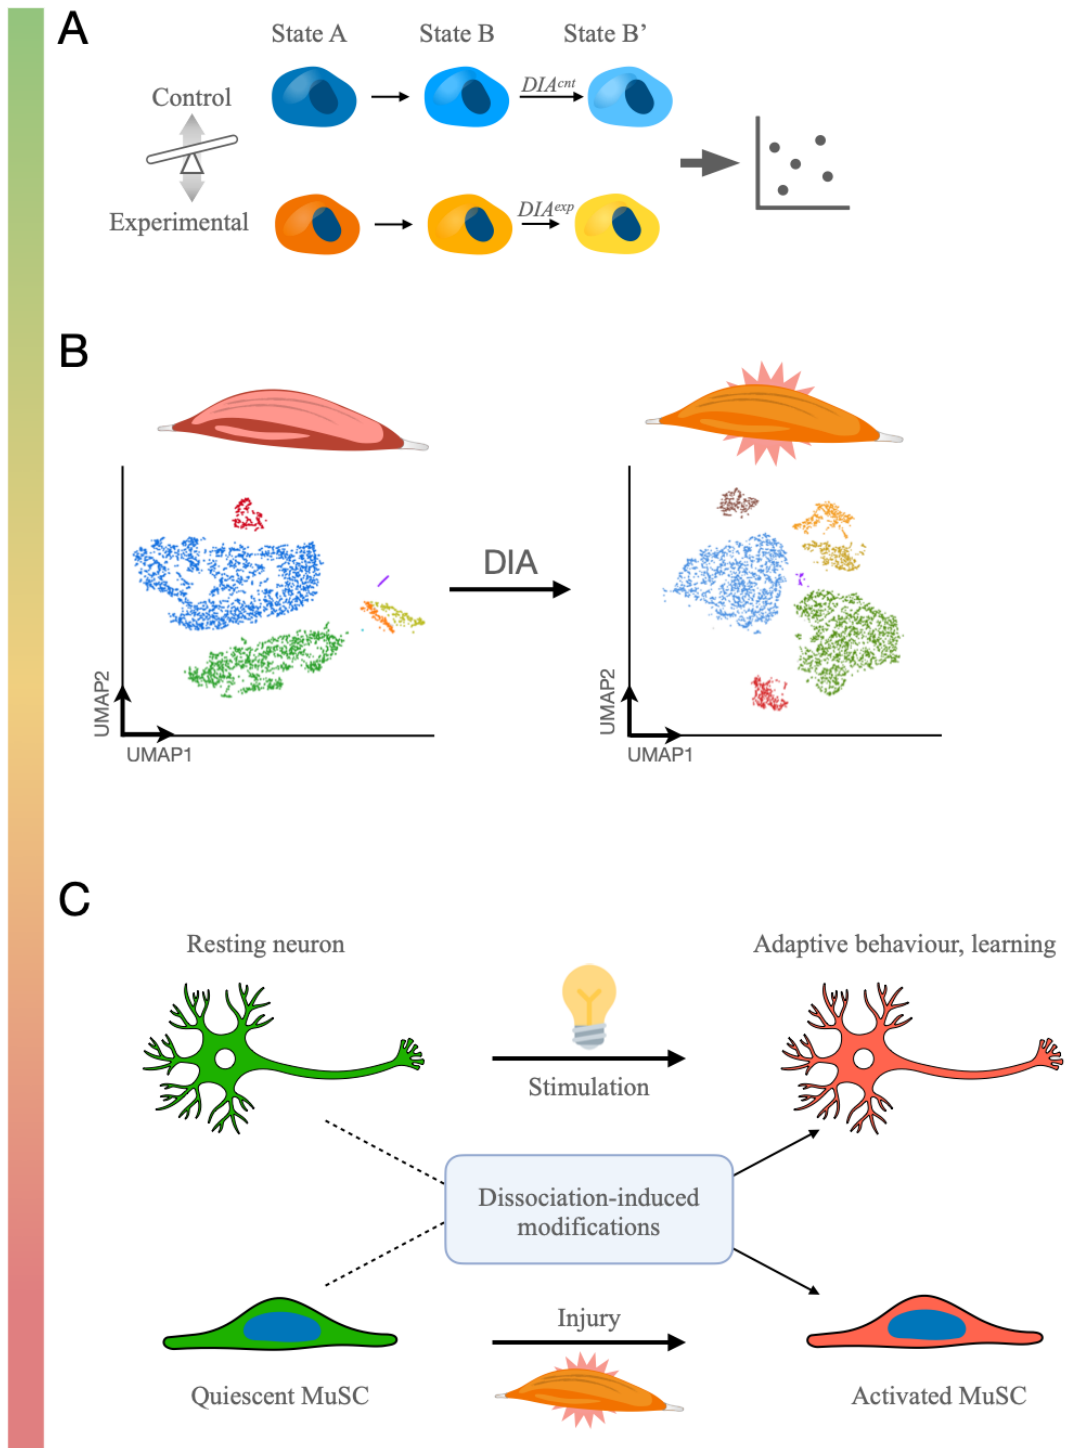 A
State A State B State B’
Control
DIAcnt
Experimental
DIAexp
B
DIA
UMAP2
UMAP1
UMAP2
UMAP1
C
Resting neuron
Adaptive behaviour, learning
Stimulation
Dissociation-induced
modifications
Injury
Quiescent MuSC
Activated MuSC